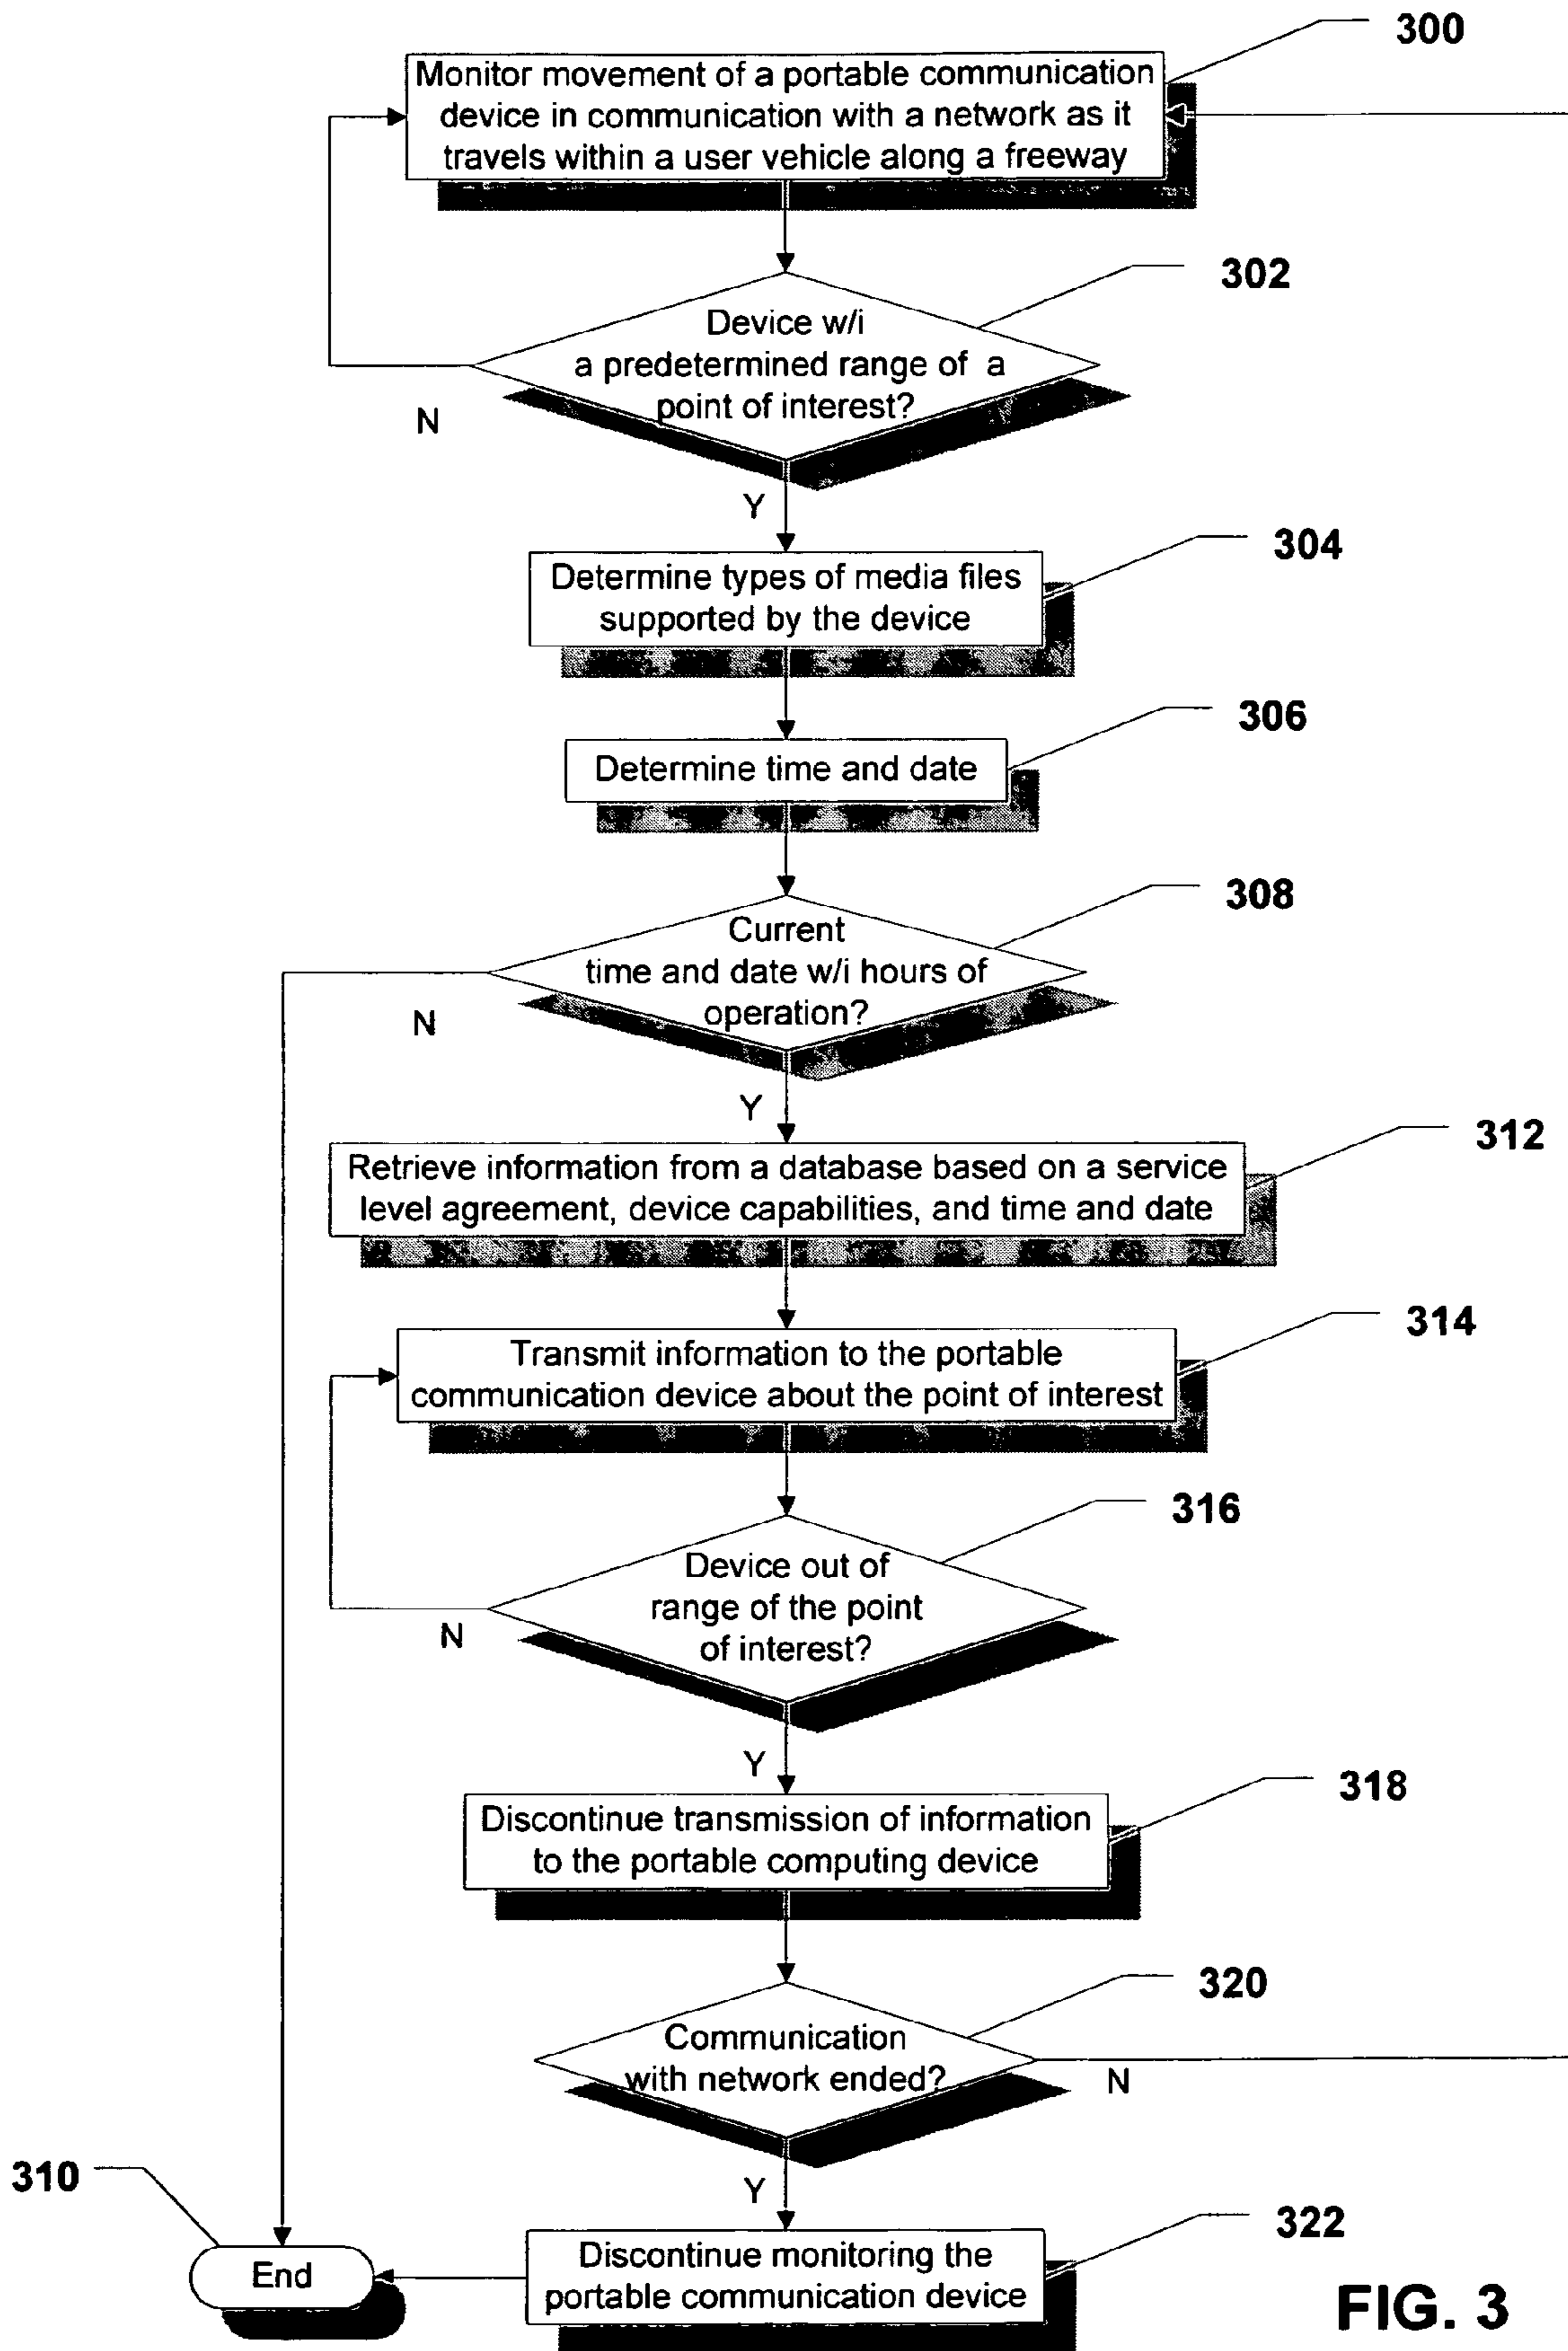 300
Monitor movement of a portable communication
device in communication with a network as it
travels within a user vehicle along a freeway
302
Device w/i
a predetermined range of a
point of interest?
N
Y
304
Determine types of media files
supported by the device
306
Determine time and date
308
Current
time and date w/i hours of
operation?
N
Y
312
Retrieve information from a database based on a service
level agreement, device capabilities, and time and date
314
Transmit information to the portable
communication device about the point of interest
316
Device out of
range of the point
of interest?
N
Y
318
Discontinue transmission of information
to the portable computing device
320
Communication
with network ended?
N
Y
310
End
322
Discontinue monitoring the
portable communication device
FIG. 3